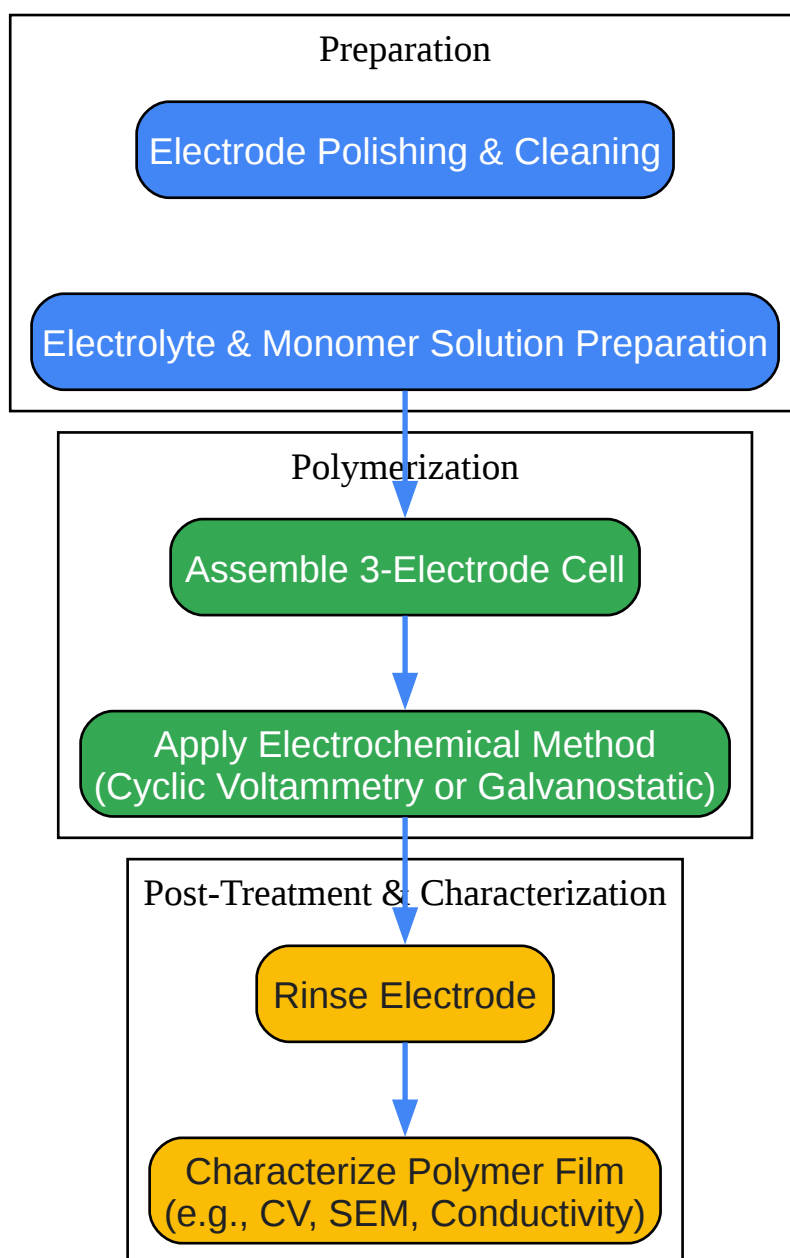 Preparation
Electrode Polishing & Cleaning
Electrolyte & Monomer Solution Preparation
Polymerization
Assemble 3-Electrode Cell
Apply Electrochemical Method
(Cyclic Voltammetry or Galvanostatic)
Post-Treatment & Characterization
Rinse Electrode
Characterize Polymer Film
(e.g., CV, SEM, Conductivity)